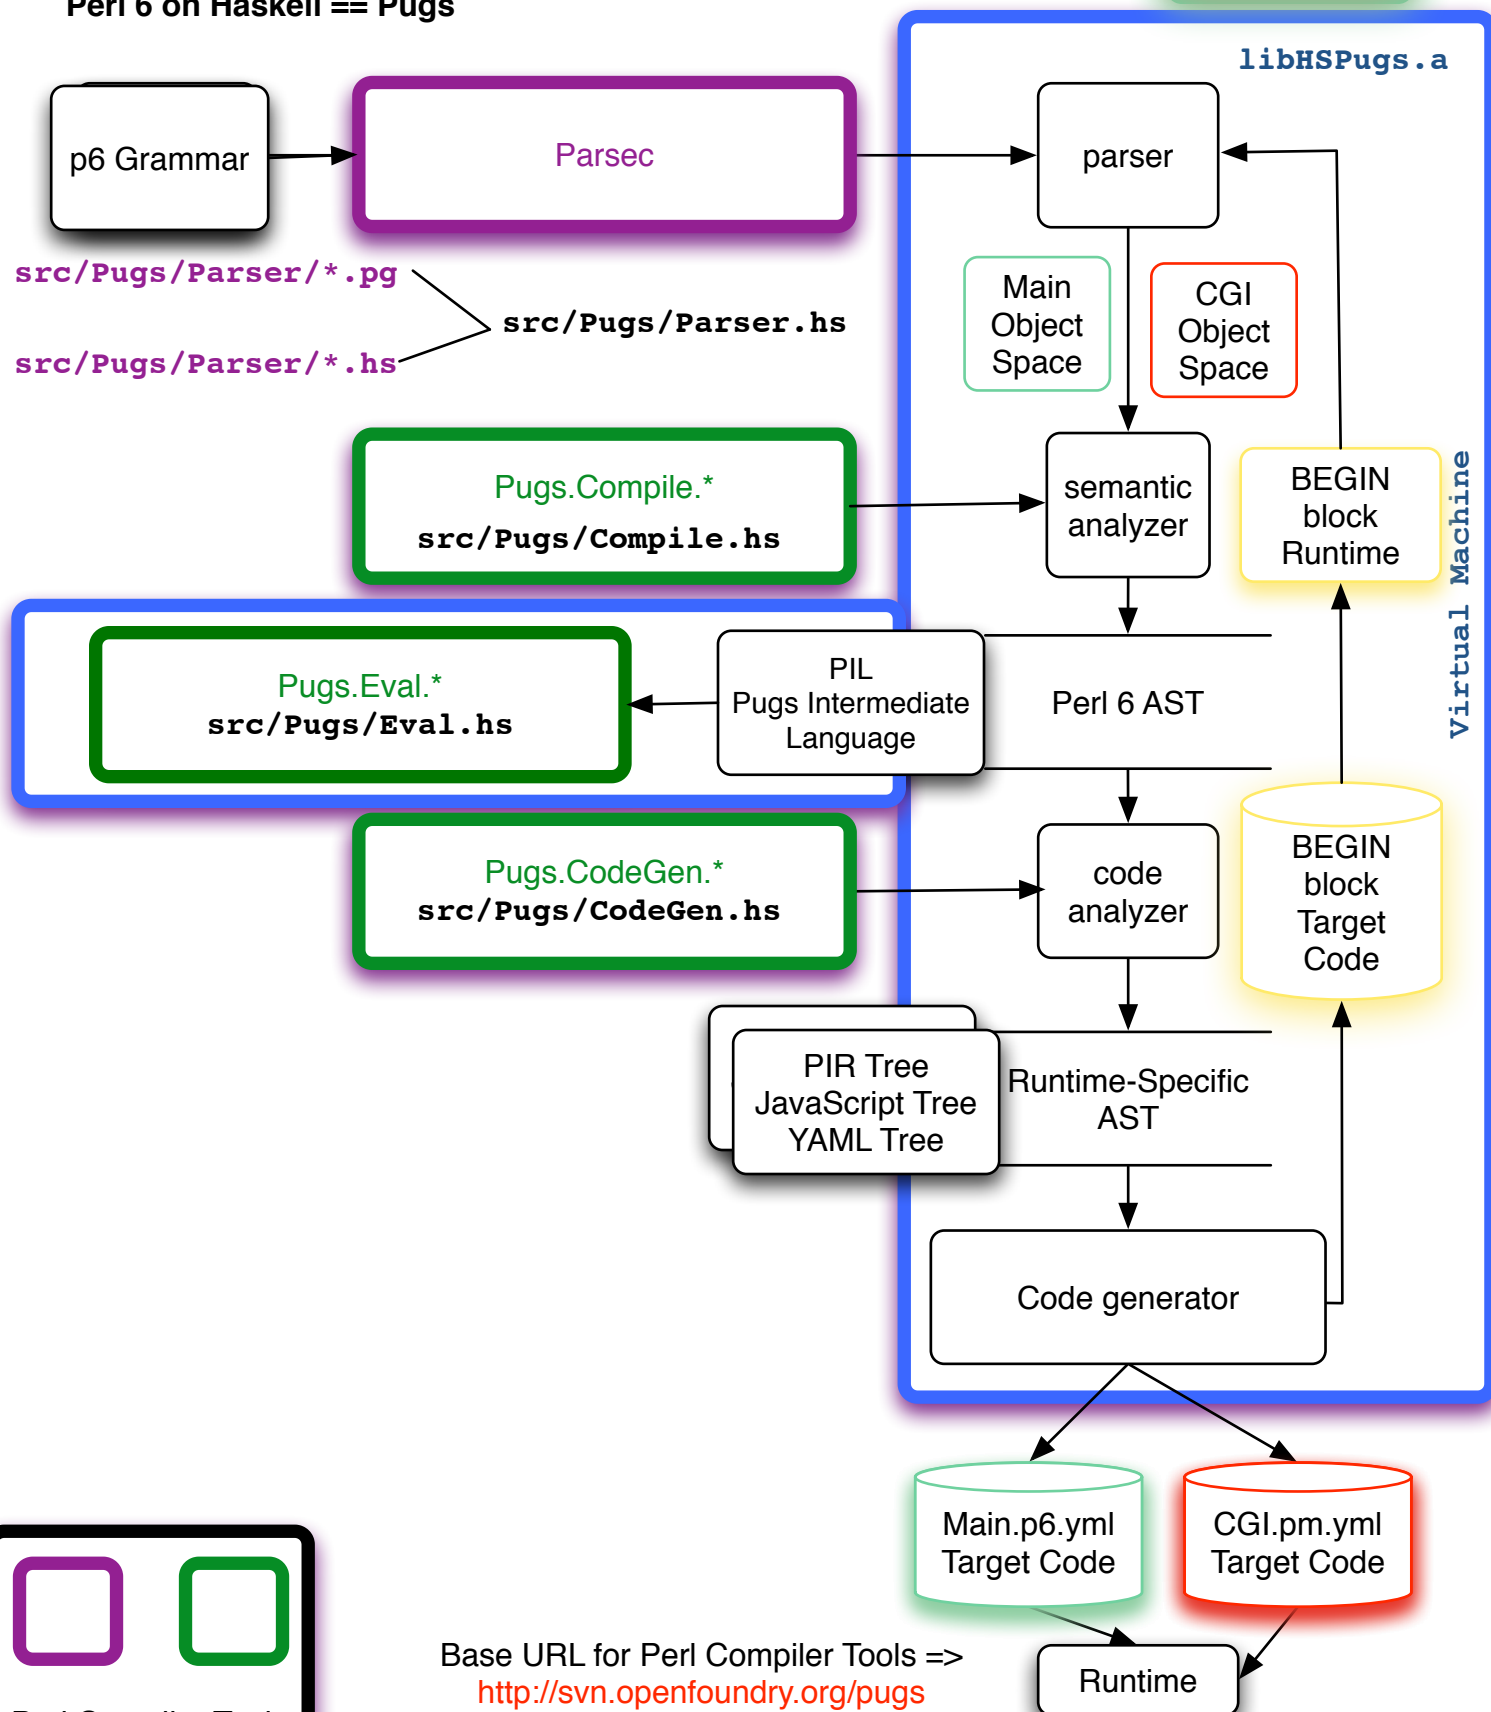 Perl 6 on Haskell == Pugs
libHSPugs.a
p6 Grammar
Parsec
parser
src/Pugs/Parser/*.pg
src/Pugs/Parser.hs
src/Pugs/Parser/*.hs
Main
Object
Space
CGI
Object
Space
Pugs.Compile.*
src/Pugs/Compile.hs
semantic
analyzer
BEGIN
block
Runtime
Virtual Machine
Pugs.Eval.*
src/Pugs/Eval.hs
PIL
Pugs Intermediate
Language
Perl 6 AST
Pugs.CodeGen.*
src/Pugs/CodeGen.hs
code
analyzer
BEGIN
block
Target
Code
PIR Tree
JavaScript Tree
YAML Tree
Runtime-Specific
AST
Code generator
Main.p6.yml
Target Code
CGI.pm.yml
Target Code
Base URL for Perl Compiler Tools =>
http://svn.openfoundry.org/pugs
Runtime